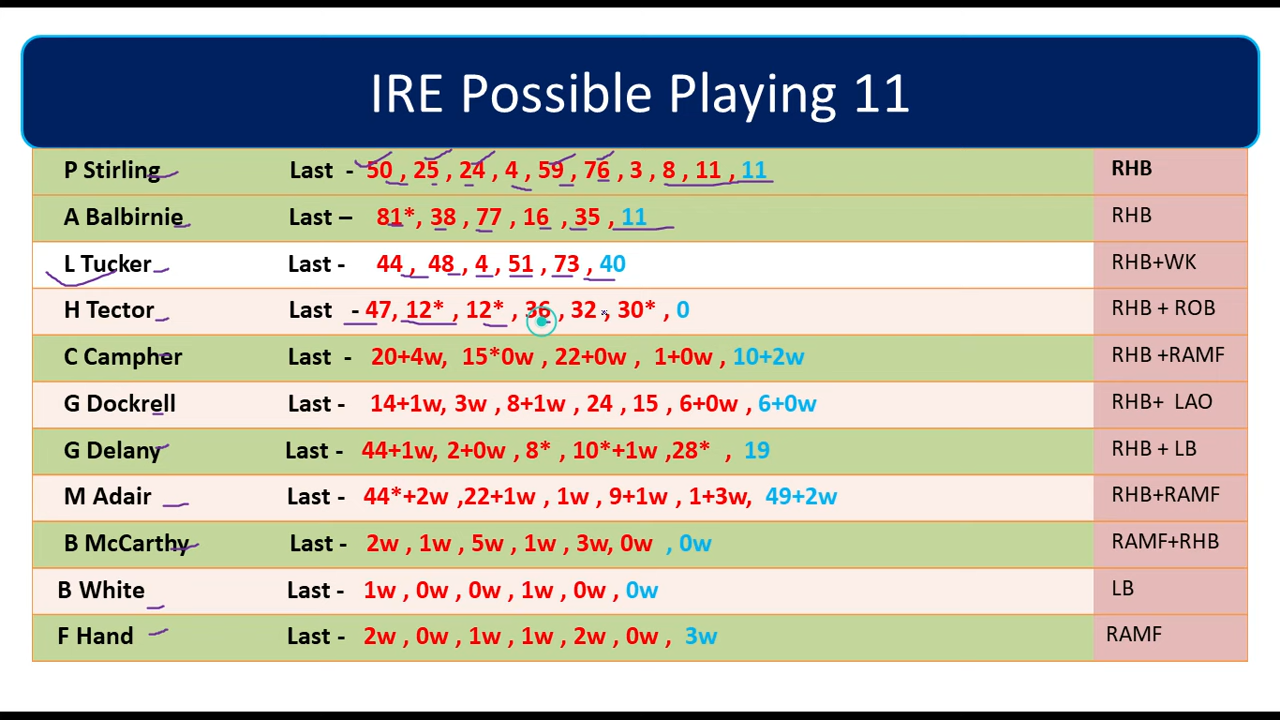 IRE Possible Playing 11
P Stirling Last - 50 , 25 , 24 , 4 , 59 , 76 , 3 , 8 , 11 , 11 RHB
A Balbirnie Last – 81*, 38 , 77 , 16 , 35 , 11 RHB
L Tucker Last - 44 , 48 , 4 , 51 , 73 , 40 RHB+WK
H Tector Last - 47, 12* , 12* , 36 , 32 , 30* , 0 RHB + ROB
C Campher Last - 20+4w, 15*0w , 22+0w , 1+0w , 10+2w RHB +RAMF
G Dockrell Last - 14+1w, 3w , 8+1w , 24 , 15 , 6+0w , 6+0w RHB+ LAO
G Delany Last - 44+1w, 2+0w , 8* , 10*+1w ,28* , 19 RHB + LB
M Adair Last - 44*+2w ,22+1w , 1w , 9+1w , 1+3w, 49+2w RHB+RAMF
B McCarthy Last - 2w , 1w , 5w , 1w , 3w, 0w , 0w RAMF+RHB
B White Last - 1w , 0w , 0w , 1w , 0w , 0w LB
F Hand Last - 2w , 0w , 1w , 1w , 2w , 0w , 3w RAMF